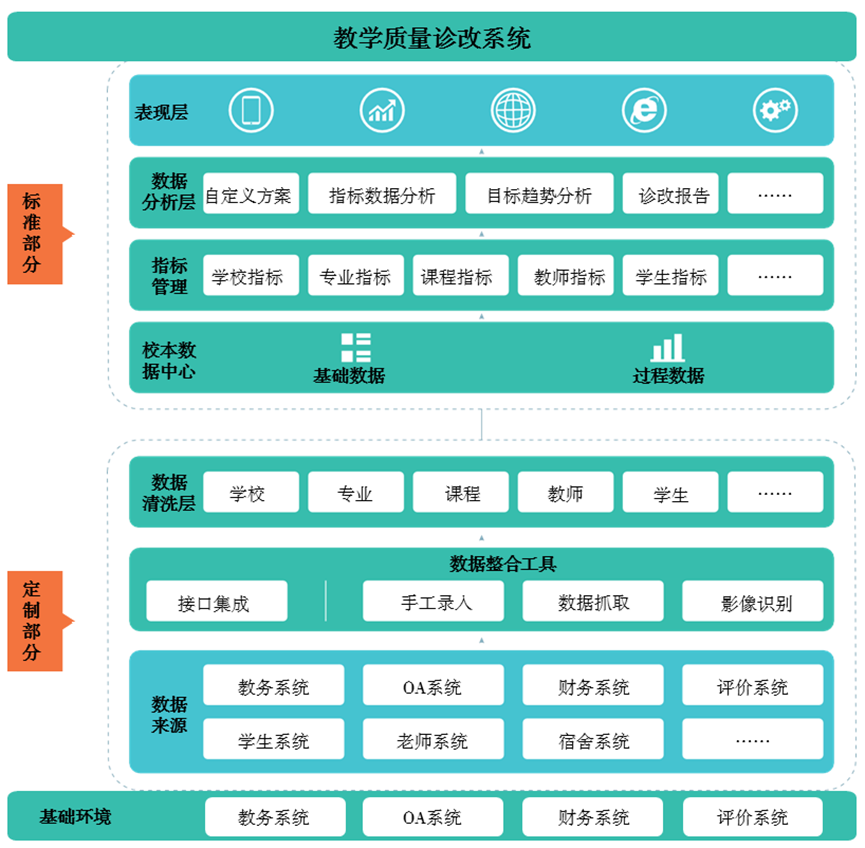 教学质量诊改系统
标
准
部
分
表现层
数据
分析层
自定义方案
指标数据分析
目标趋势分析
诊改报告
……
指标
管理
学校指标
专业指标
课程指标
教师指标
学生指标
……
校本数
据中心
基础数据
过程数据
定
制
部
分
数据
清洗层
学校
专业
课程
教师
学生
……
数据整合工具
接口集成
手工录入
数据抓取
影像识别
数据
来源
教务系统
OA系统
财务系统
评价系统
学生系统
老师系统
宿舍系统
……
基础环境
教务系统
OA系统
财务系统
评价系统